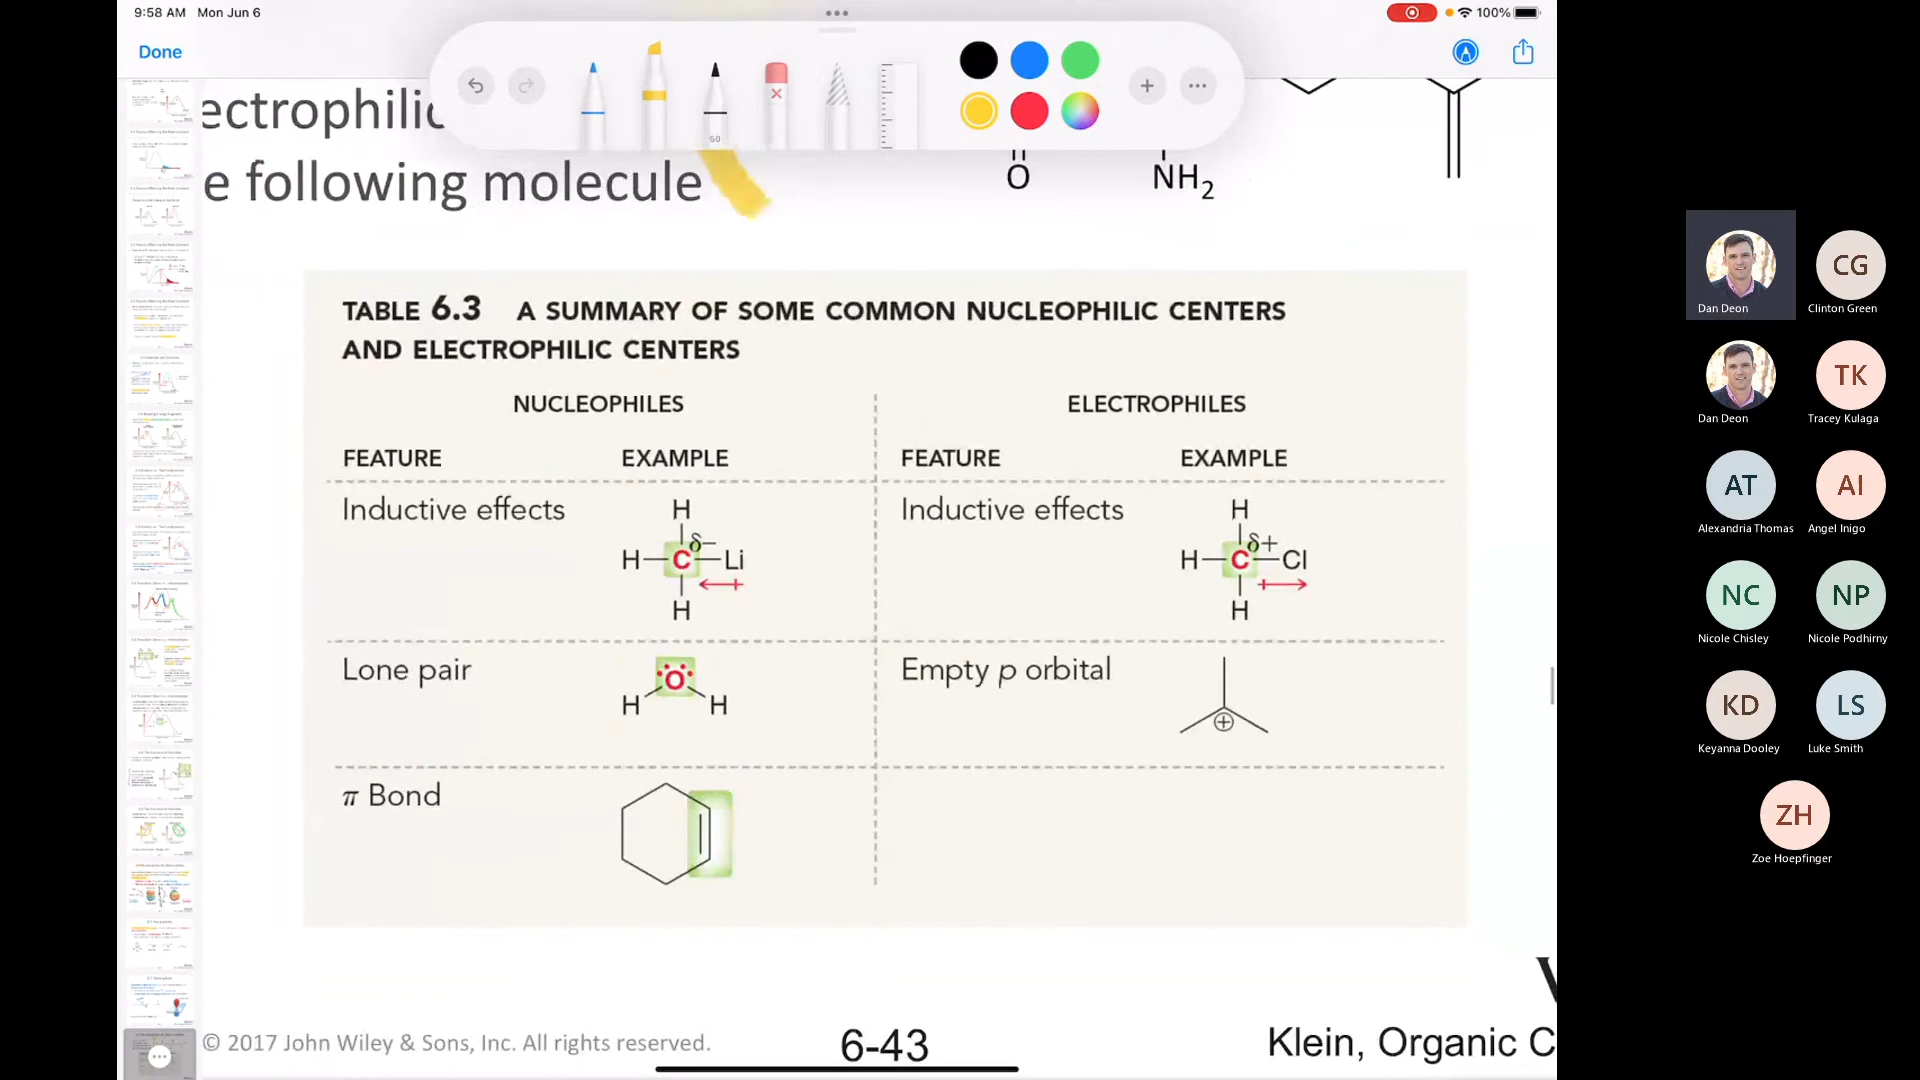 9:58 AM Mon Jun 6
100%
Done
ectrophilic
e following molecule
50
O
NH2
TABLE 6.3 A SUMMARY OF SOME COMMON NUCLEOPHILIC CENTERS
AND ELECTROPHILIC CENTERS
NUCLEOPHILES
ELECTROPHILES
FEATURE EXAMPLE
FEATURE EXAMPLE
Inductive effects
H
δ−
H C Li
H
Inductive effects
H
δ+
H C Cl
H
Lone pair
O
H H
Empty p orbital
+
π Bond
© 2017 John Wiley & Sons, Inc. All rights reserved.
6-43
Klein, Organic C
Dan Deon
CG
Clinton Green
Dan Deon
TK
Tracey Kulaga
AT
Alexandria Thomas
AI
Angel Inigo
NC
Nicole Chisley
NP
Nicole Podhirny
KD
Keyanna Dooley
LS
Luke Smith
ZH
Zoe Hoepfinger